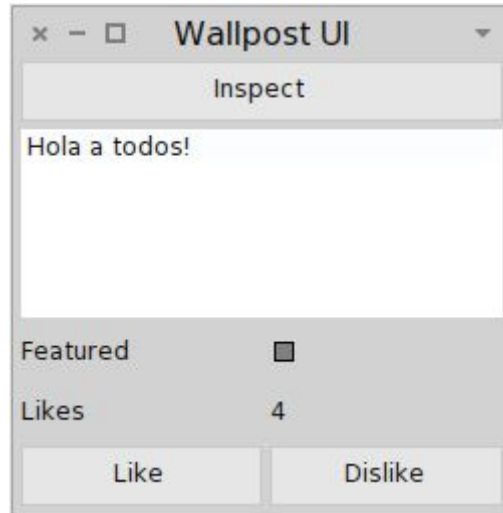 Wallpost UI
Inspect
Hola a todos!
Featured
Likes 4
Like Dislike